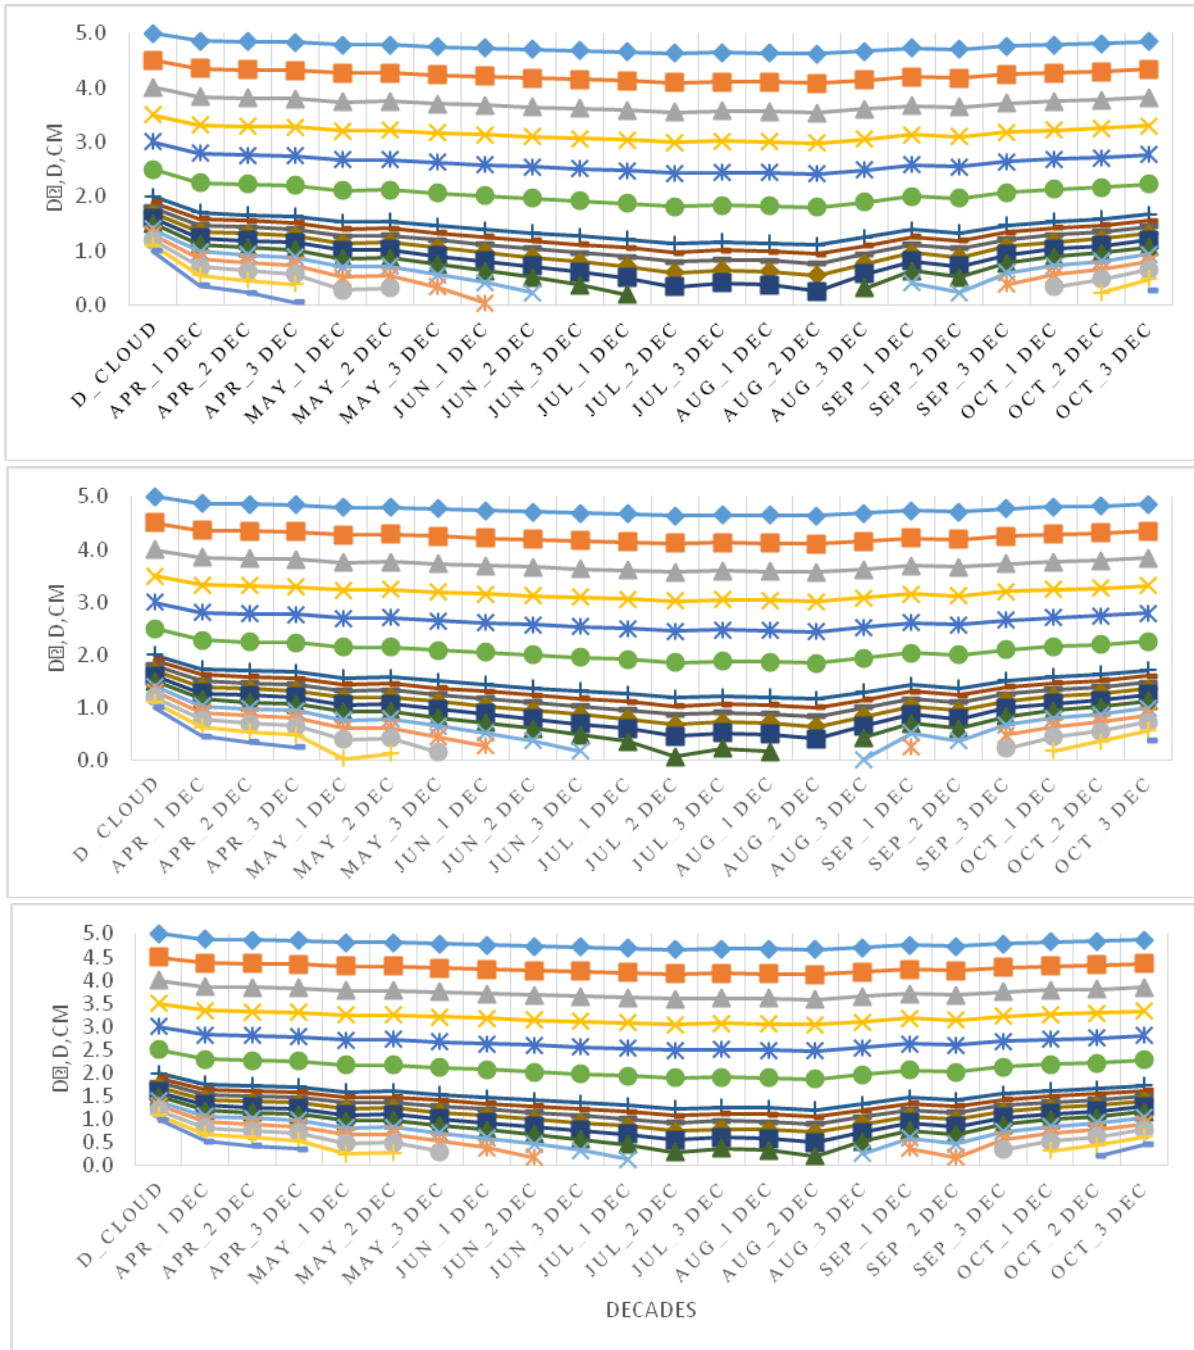 D⍰,D,CM
5.0
4.0
3.0
2.0
1.0
0.0
D_CLOUD
APR_1 DEC
APR_2 DEC
APR_3 DEC
MAY_1 DEC
MAY_2 DEC
MAY_3 DEC
JUN_1 DEC
JUN_2 DEC
JUN_3 DEC
JUL_1 DEC
JUL_2 DEC
JUL_3 DEC
AUG_1 DEC
AUG_2 DEC
AUG_3 DEC
SEP_1 DEC
SEP_2 DEC
SEP_3 DEC
OCT_1 DEC
OCT_2 DEC
OCT_3 DEC
D⍰,D,CM
5.0
4.0
3.0
2.0
1.0
0.0
D_CLOUD
APR_1 DEC
APR_2 DEC
APR_3 DEC
MAY_1 DEC
MAY_2 DEC
MAY_3 DEC
JUN_1 DEC
JUN_2 DEC
JUN_3 DEC
JUL_1 DEC
JUL_2 DEC
JUL_3 DEC
AUG_1 DEC
AUG_2 DEC
AUG_3 DEC
SEP_1 DEC
SEP_2 DEC
SEP_3 DEC
OCT_1 DEC
OCT_2 DEC
OCT_3 DEC
D⍰,D,CM
5.0
4.5
4.0
3.5
3.0
2.5
2.0
1.5
1.0
0.5
0.0
D_CLOUD
APR_1 DEC
APR_2 DEC
APR_3 DEC
MAY_1 DEC
MAY_2 DEC
MAY_3 DEC
JUN_1 DEC
JUN_2 DEC
JUN_3 DEC
JUL_1 DEC
JUL_2 DEC
JUL_3 DEC
AUG_1 DEC
AUG_2 DEC
AUG_3 DEC
SEP_1 DEC
SEP_2 DEC
SEP_3 DEC
OCT_1 DEC
OCT_2 DEC
OCT_3 DEC
DECADES